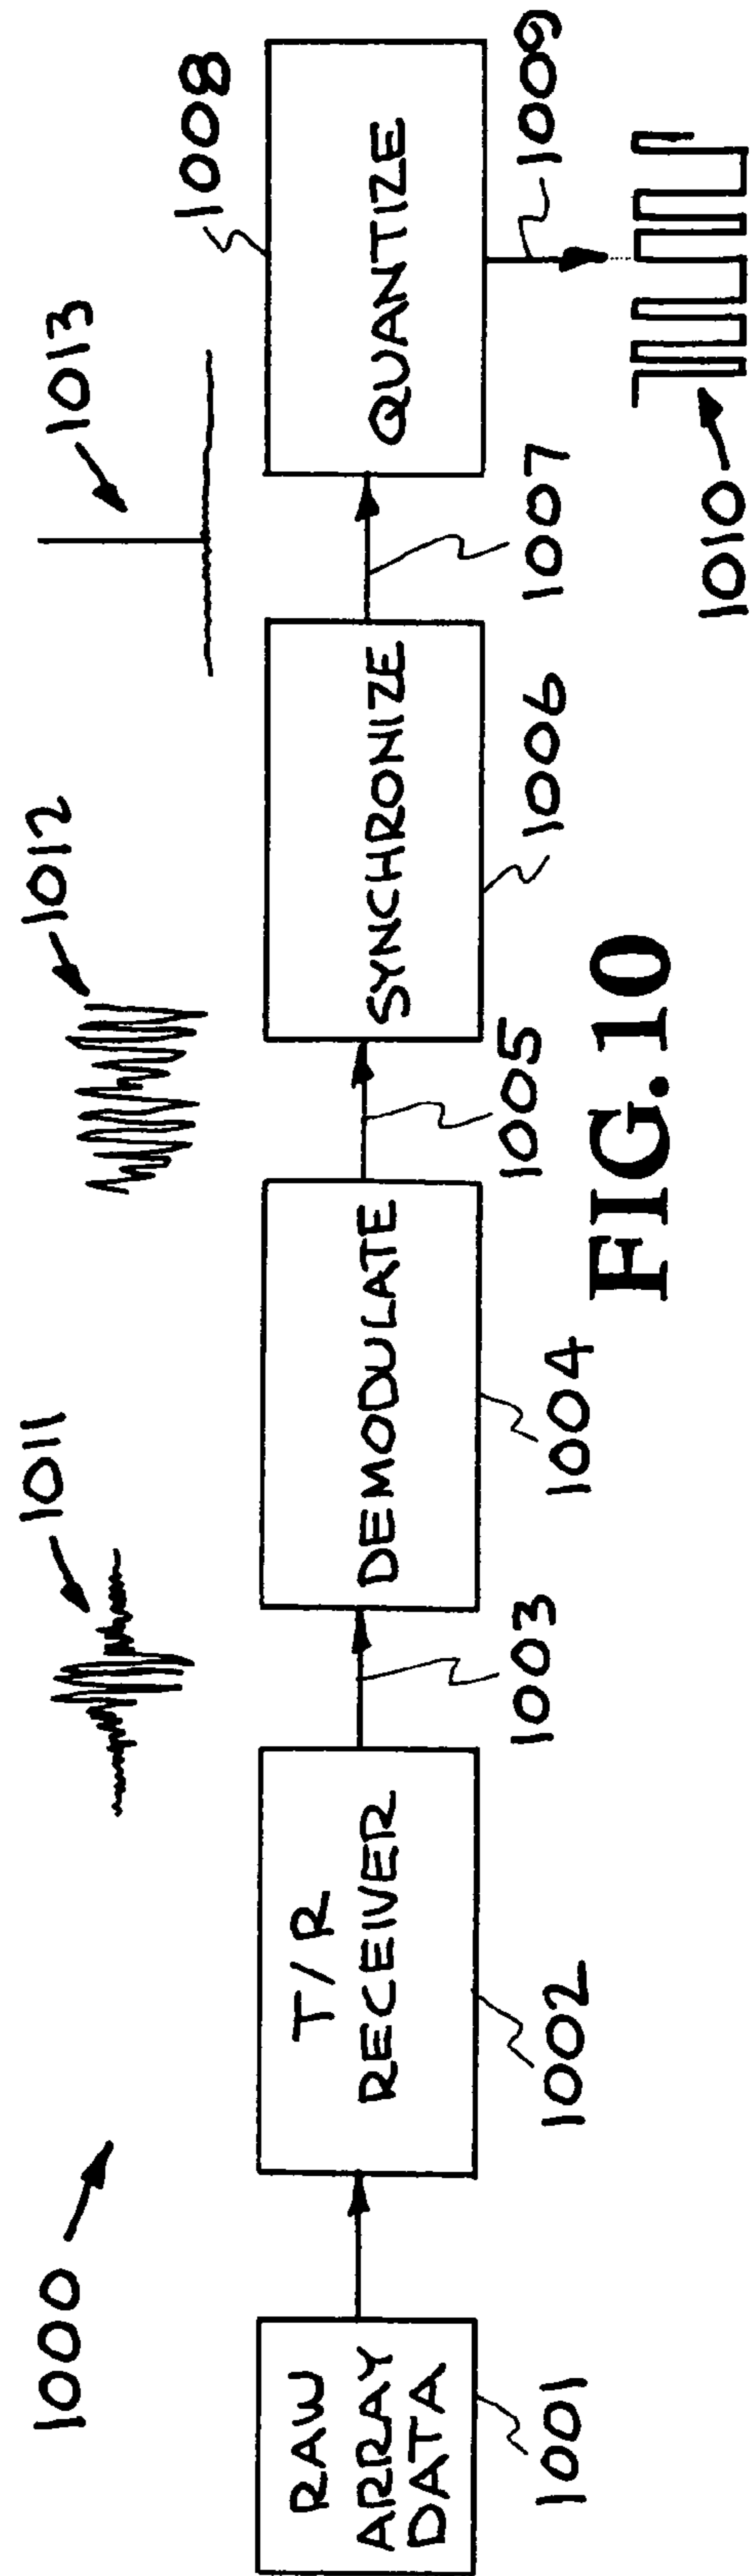 1000
1011
1012
1013
1008
RAW
ARRAY
DATA
T/R
RECEIVER
DEMODULATE
SYNCHRONIZE
QUANTIZE
1001
1002
1003
1004
1005
1006
1007
1009
1010
FIG. 10